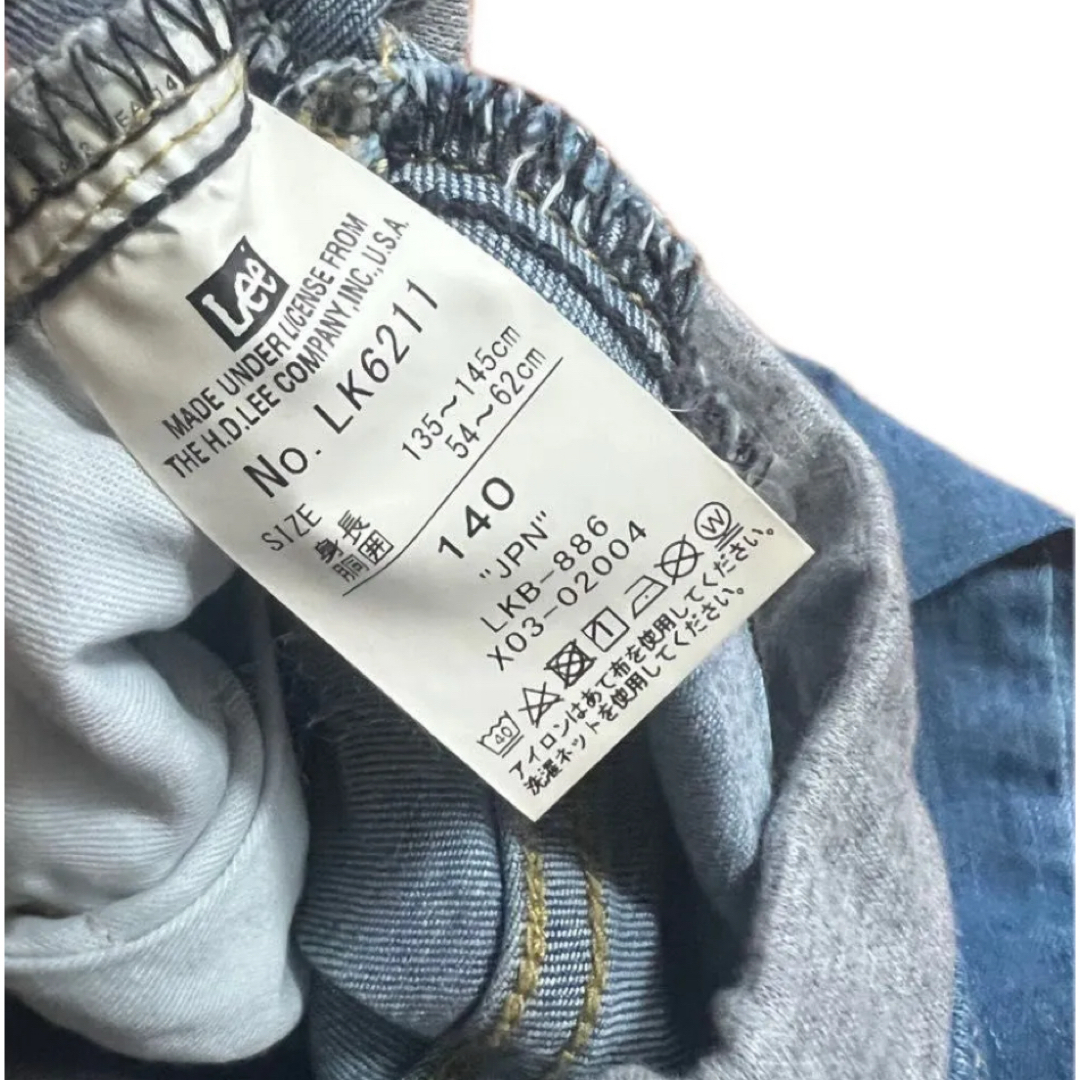 Lee
MADE UNDER LICENSE FROM
THE H.D.LEE COMPANY,INC.,U.S.A.
No. LK6211
SIZE
身長 135～145cm
胴囲 54～62cm
140
"JPN"
LKB-886
X03-02004
40 1 W
アイロンはあて布を使用してください。
洗濯ネットを使用してください。